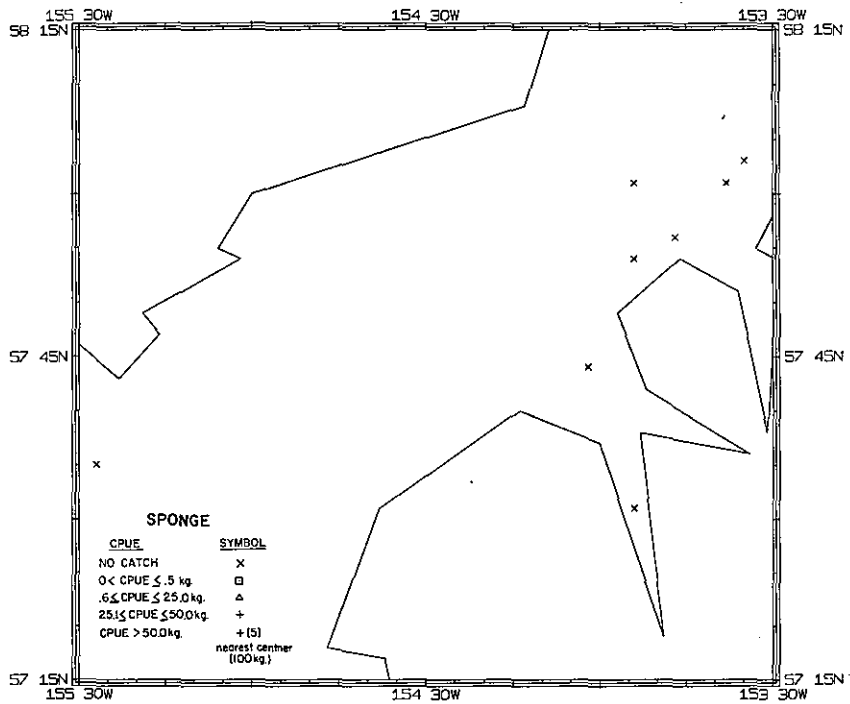 155 30W 154 30W 153 30W
58 15N 58 15N
57 45N 57 45N
SPONGE
CPUE SYMBOL
NO CATCH X
0< CPUE ≤ .5 kg. □
.6≤ CPUE ≤ 25.0kg. △
25.1≤ CPUE ≤50.0kg. +
CPUE > 50.0kg. +(5)
nearest centner
(100kg.)
57 15N 57 15N
155 30W 154 30W 153 30W